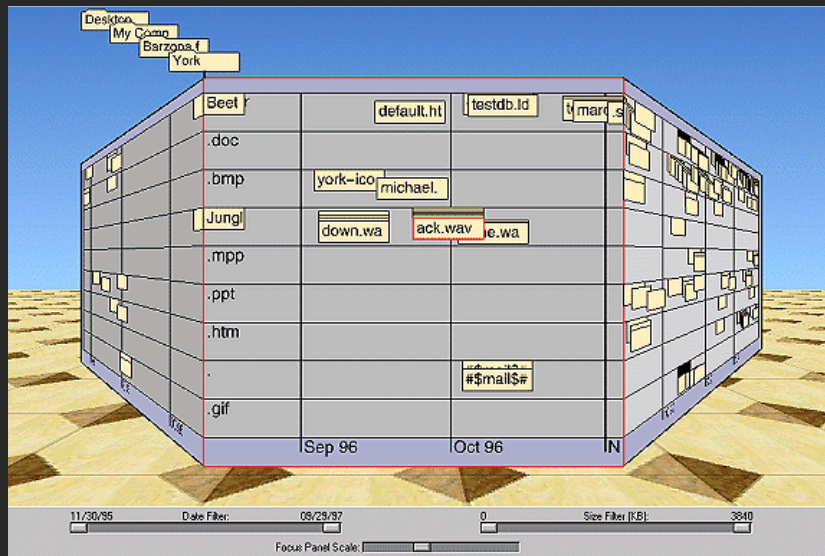 Desktop
My Comp
Barzona.f
York
Beet
default.ht
testdb.ld
marc
.s
.doc
.bmp
york-ico
michael.
Jungl
down.wa
ack.wav
ne.wa
.mpp
.ppt
.htm
.
#$mail$#
.gif
Sep 96
Oct 96
N
11/30/95
Date Filter:
09/29/97
0
Size Filter [KB]:
3840
Focus Panel Scale: